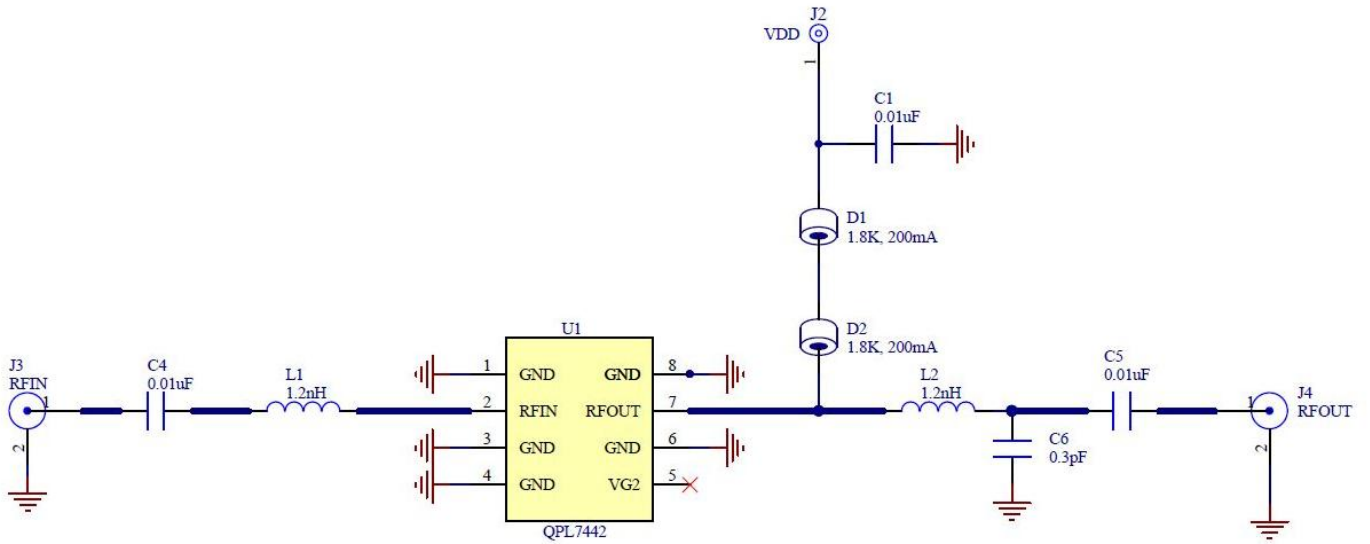 J2
VDD
1
C1
0.01uF
D1
1.8K, 200mA
D2
1.8K, 200mA
J3
RFIN
1
2
C4
0.01uF
L1
1.2nH
U1
1 GND GND 8
2 RFIN RFOUT 7
3 GND GND 6
4 GND VG2 5
QPL7442
L2
1.2nH
C6
0.3pF
C5
0.01uF
J4
RFOUT
1
2